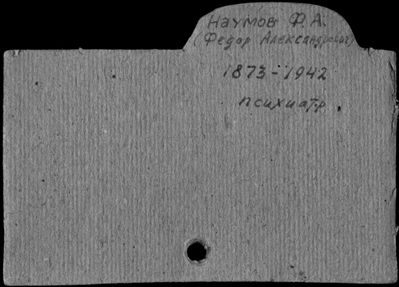 Наумов Ф. А.
(Федор Александрович)
1873-1942
психиатр